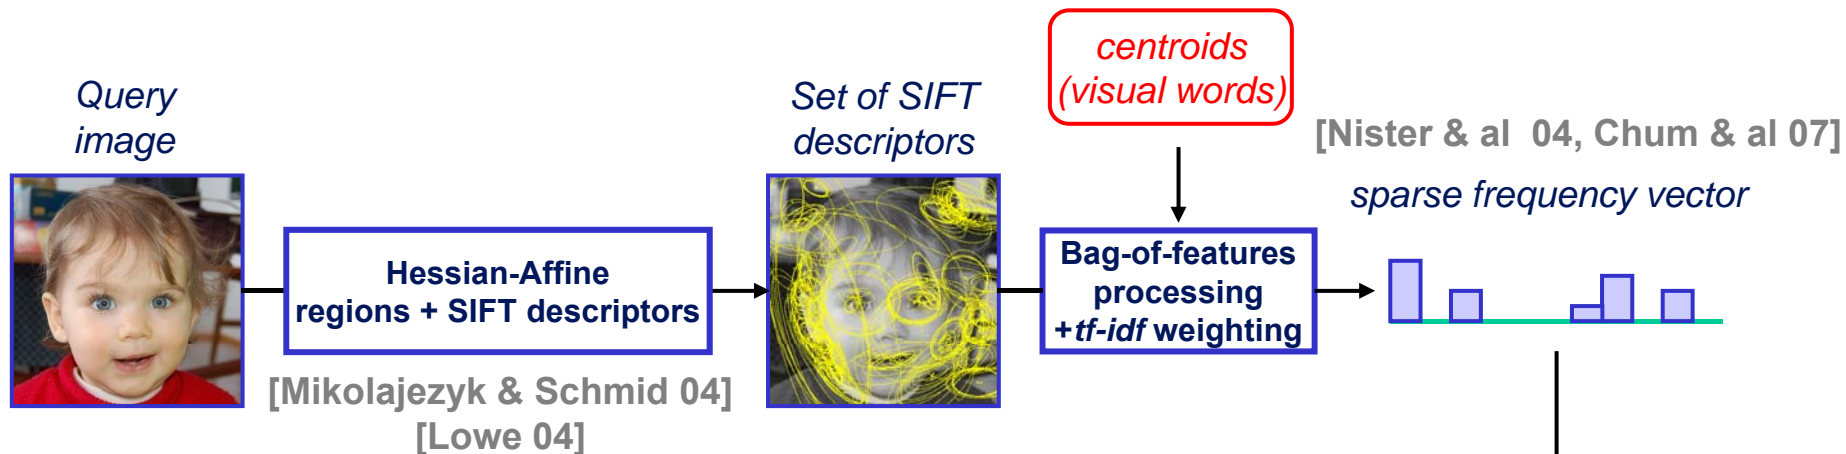 Query
image
Hessian-Affine
regions + SIFT descriptors
[Mikolajezyk & Schmid 04]
[Lowe 04]
Set of SIFT
descriptors
centroids
(visual words)
Bag-of-features
processing
+tf-idf weighting
[Nister & al  04, Chum & al 07]
sparse frequency vector